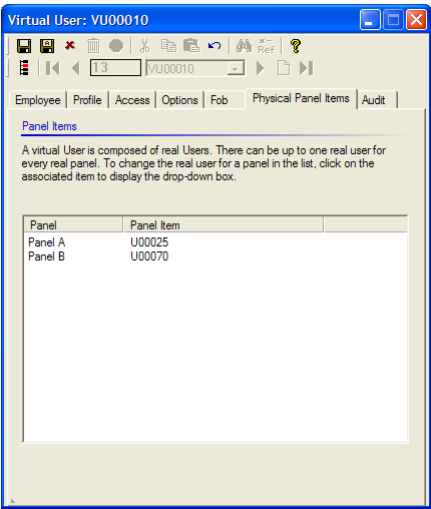 Virtual User: VU00010
x-- Ref
13 VU00010
Employee Profile Access Options Fob Physical Panel Items Audit
Panel Items
A virtual User is composed of real Users. There can be up to one real user for
every real panel. To change the real user for a panel in the list, click on the
associated item to display the drop-down box.
Panel Panel Item
Panel A U00025
Panel B U00070